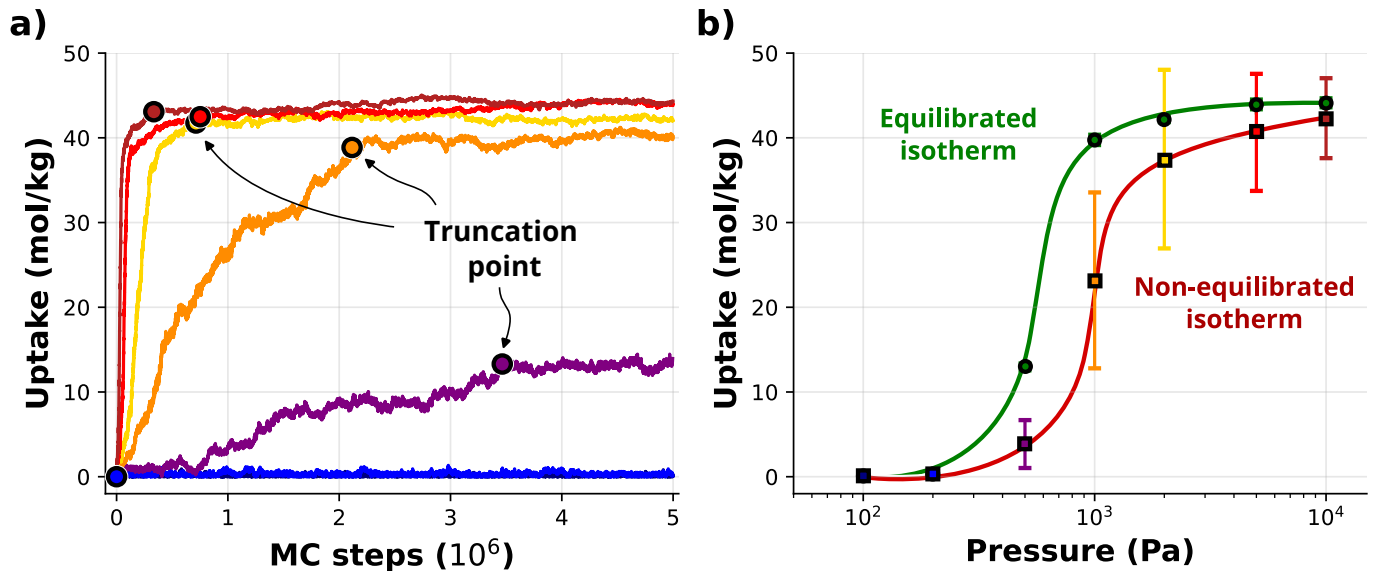 a)
50
40
30
20
10
0
Uptake (mol/kg)
0 1 2 3 4 5
MC steps (10⁶)
Truncation
point
b)
50
40
30
20
10
0
Uptake (mol/kg)
10² 10³ 10⁴
Pressure (Pa)
Equilibrated
isotherm
Non-equilibrated
isotherm